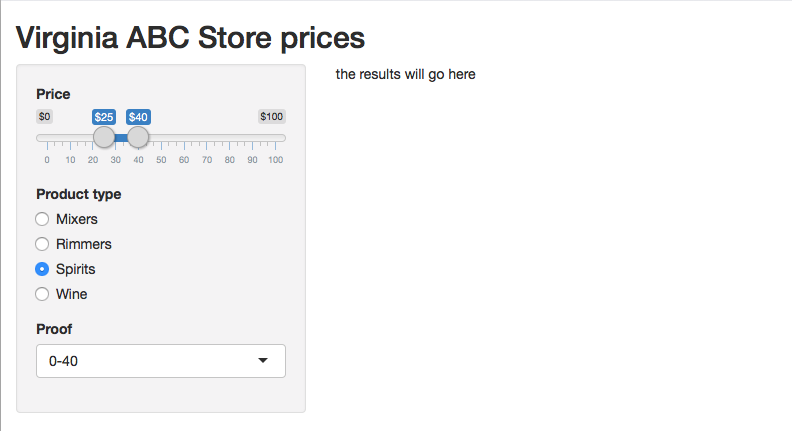 Virginia ABC Store prices
the results will go here
Price
$0 $25 $40 $100
0 10 20 30 40 50 60 70 80 90 100
Product type
Mixers
Rimmers
Spirits
Wine
Proof
0-40